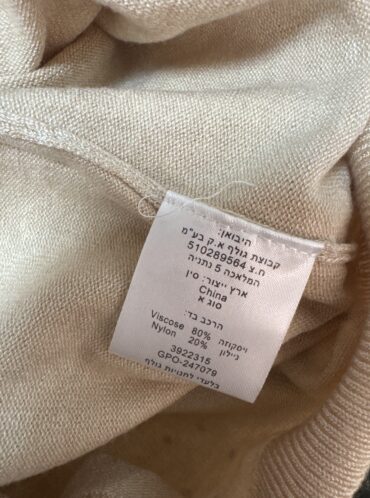 היבואן:
קבוצת גולף א.ק בע"מ
ח.צ 510289564
המלאכה 5 נתניה
ארץ ייצור: סין
China
סוג א
הרכב בד:
Viscose 80% ויסקוזה
Nylon 20% ניילון
3922315
GPO-247079
בלעדי לחנויות גולף